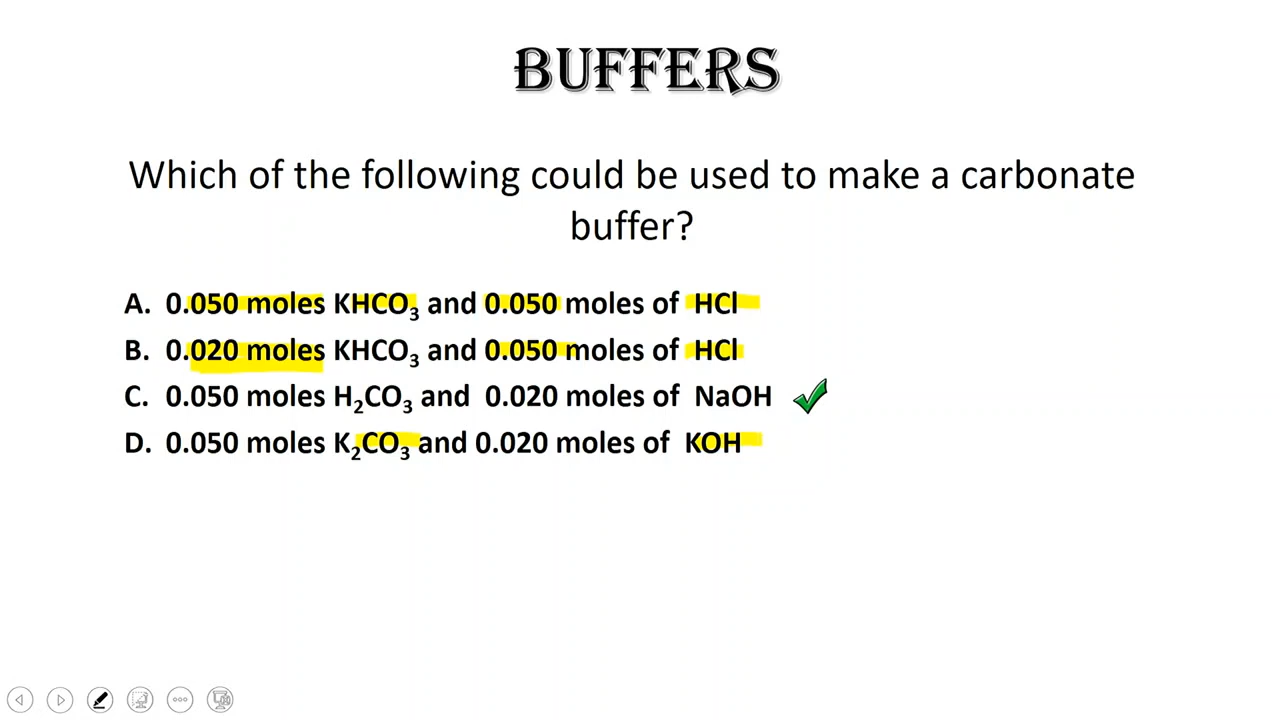 BUFFERS
Which of the following could be used to make a carbonate
buffer?
A. 0.050 moles KHCO₃ and 0.050 moles of HCl
B. 0.020 moles KHCO₃ and 0.050 moles of HCl
C. 0.050 moles H₂CO₃ and 0.020 moles of NaOH
D. 0.050 moles K₂CO₃ and 0.020 moles of KOH